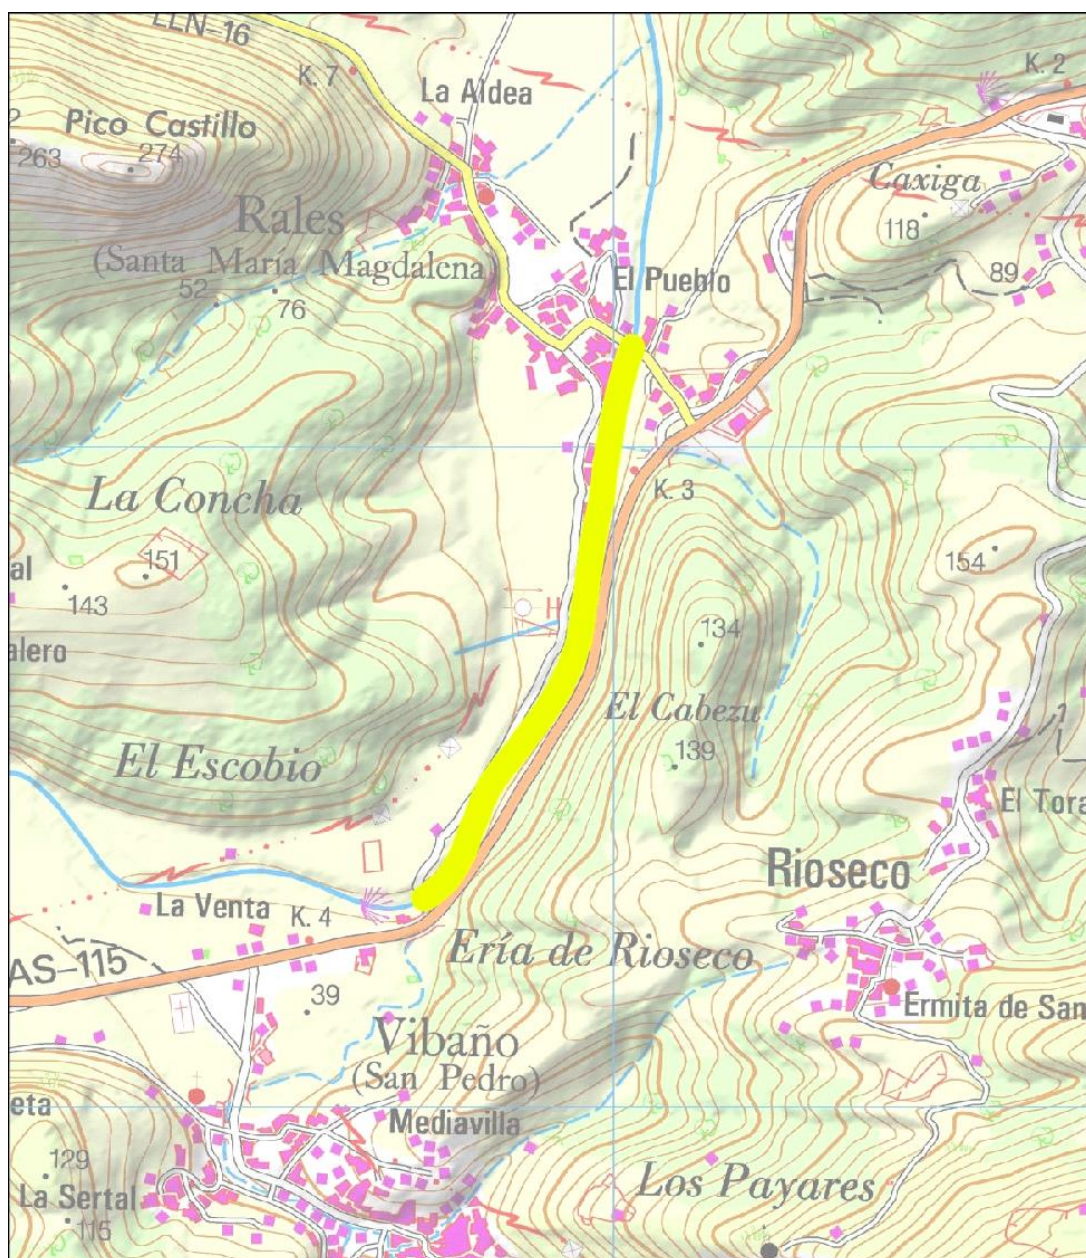 LLN-16
K. 7
La Aldea
K. 2
Pico Castillo
263
274
Caxiga
Rales
118
(Santa María Magdalena)
El Pueblo
89
52
76
La Concha
K. 3
151
154
143
al
H
134
alero
El Cabezu
El Escobio
139
El Tora
Rioseco
La Venta
K. 4
Ería de Rioseco
AS-115
39
Ermita de San
Vibaño
(San Pedro)
eta
Mediavilla
129
La Sertal
Los Payares
115